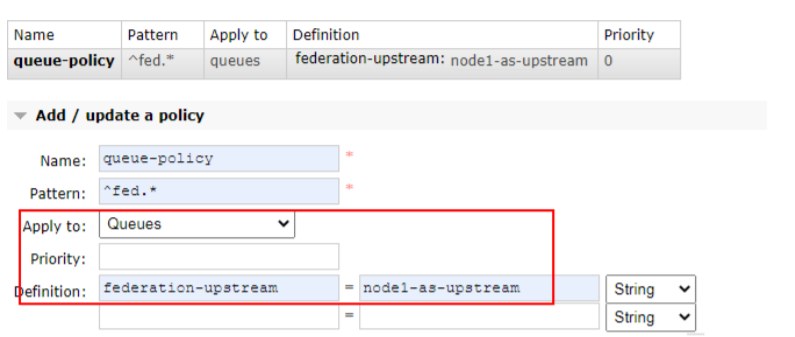 Name Pattern Apply to Definition Priority
queue-policy ^fed.* queues federation-upstream: node1-as-upstream 0
Add / update a policy
Name: queue-policy *
Pattern: ^fed.* *
Apply to: Queues
Priority:
Definition: federation-upstream = node1-as-upstream String
= String